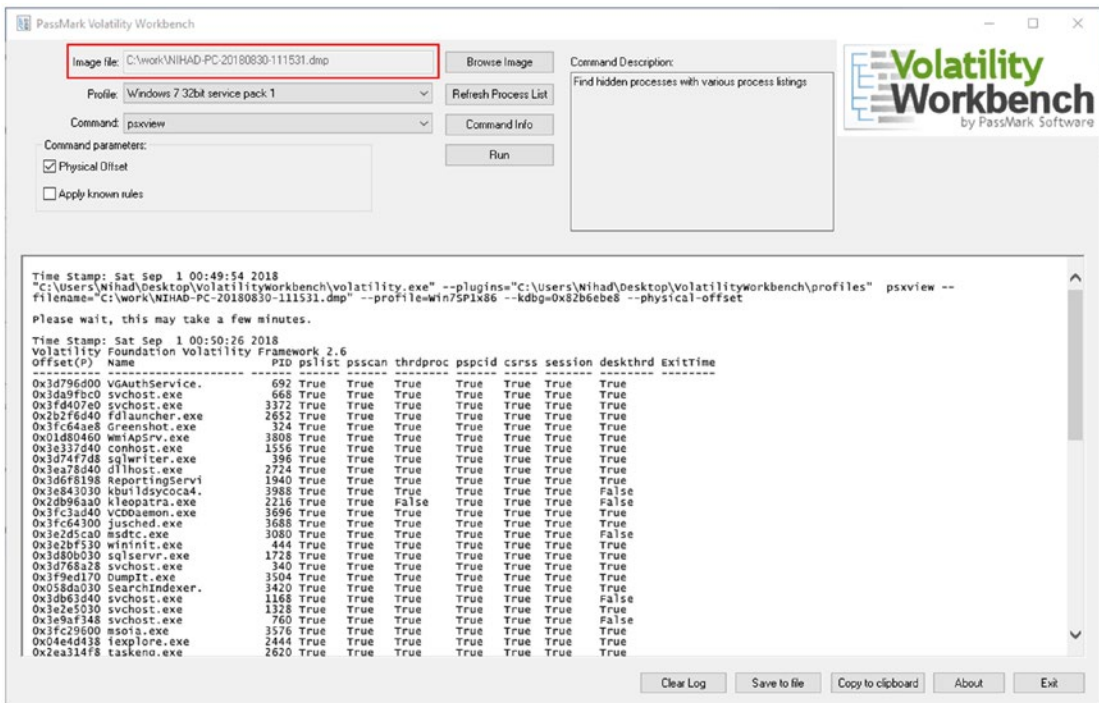 PassMark Volatility Workbench
Image file: C:\work\NIHAD-PC-20180830-111531.dmp
Browse Image
Profile: Windows 7 32bit service pack 1
Refresh Process List
Command: psxview
Command Info
Command parameters:
Run
Physical Offset
Apply known rules
Command Description:
Find hidden processes with various process listings
Volatility
Workbench
by PassMark Software
Time Stamp: Sat Sep 1 00:49:54 2018
"C:\Users\Nihad\Desktop\VolatilityWorkbench\volatility.exe" --plugins="C:\Users\Nihad\Desktop\VolatilityWorkbench\profiles" psxview --
filename="C:\work\NIHAD-PC-20180830-111531.dmp" --profile=Win7SP1x86 --kdbg=0x82b6ebe8 --physical-offset
Please wait, this may take a few minutes.
Time Stamp: Sat Sep 1 00:50:26 2018
Volatility Foundation Volatility Framework 2.6
Offset(P) Name PID pslist psscan thrdproc pspcid csrss session deskthrd ExitTime
---------- -------------------- ------ ------ ------ -------- ------ ----- ------- -------- --------
0x3d796d00 VGAuthService. 692 True True True True True True True
0x3da9fbc0 svchost.exe 668 True True True True True True True
0x3fd407e0 svchost.exe 3372 True True True True True True True
0x2b2f6d40 fdlauncher.exe 2652 True True True True True True True
0x3fc64ae8 Greenshot.exe 324 True True True True True True True
0x01d80460 WmiApSrv.exe 3808 True True True True True True True
0x3e337d40 conhost.exe 1556 True True True True True True True
0x3d74f7d8 sqlwriter.exe 396 True True True True True True True
0x3ea78d40 dllhost.exe 2724 True True True True True True True
0x3d6f8198 ReportingServi 1940 True True True True True True True
0x3e843030 kbuildsycoca4. 3988 True True True True True True False
0x2db96aa0 kleopatra.exe 2216 True True False True True True False
0x3fc3ad40 VCDDaemon.exe 3696 True True True True True True True
0x3fc64300 jusched.exe 3688 True True True True True True True
0x3e2d5ca0 msdtc.exe 3080 True True True True True True False
0x3e2bf530 wininit.exe 444 True True True True True True True
0x3d80b030 sqlservr.exe 1728 True True True True True True True
0x3d768a28 svchost.exe 340 True True True True True True True
0x3f9ed170 DumpIt.exe 3504 True True True True True True True
0x058da030 SearchIndexer. 3420 True True True True True True True
0x3db63d40 svchost.exe 1168 True True True True True True False
0x3e2e5030 svchost.exe 1328 True True True True True True True
0x3e9af348 svchost.exe 760 True True True True True True False
0x3fc29600 msoia.exe 3576 True True True True True True True
0x04e4d438 iexplore.exe 2444 True True True True True True True
0x2ea314f8 taskeng.exe 2620 True True True True True True True
Clear Log
Save to file
Copy to clipboard
About
Exit